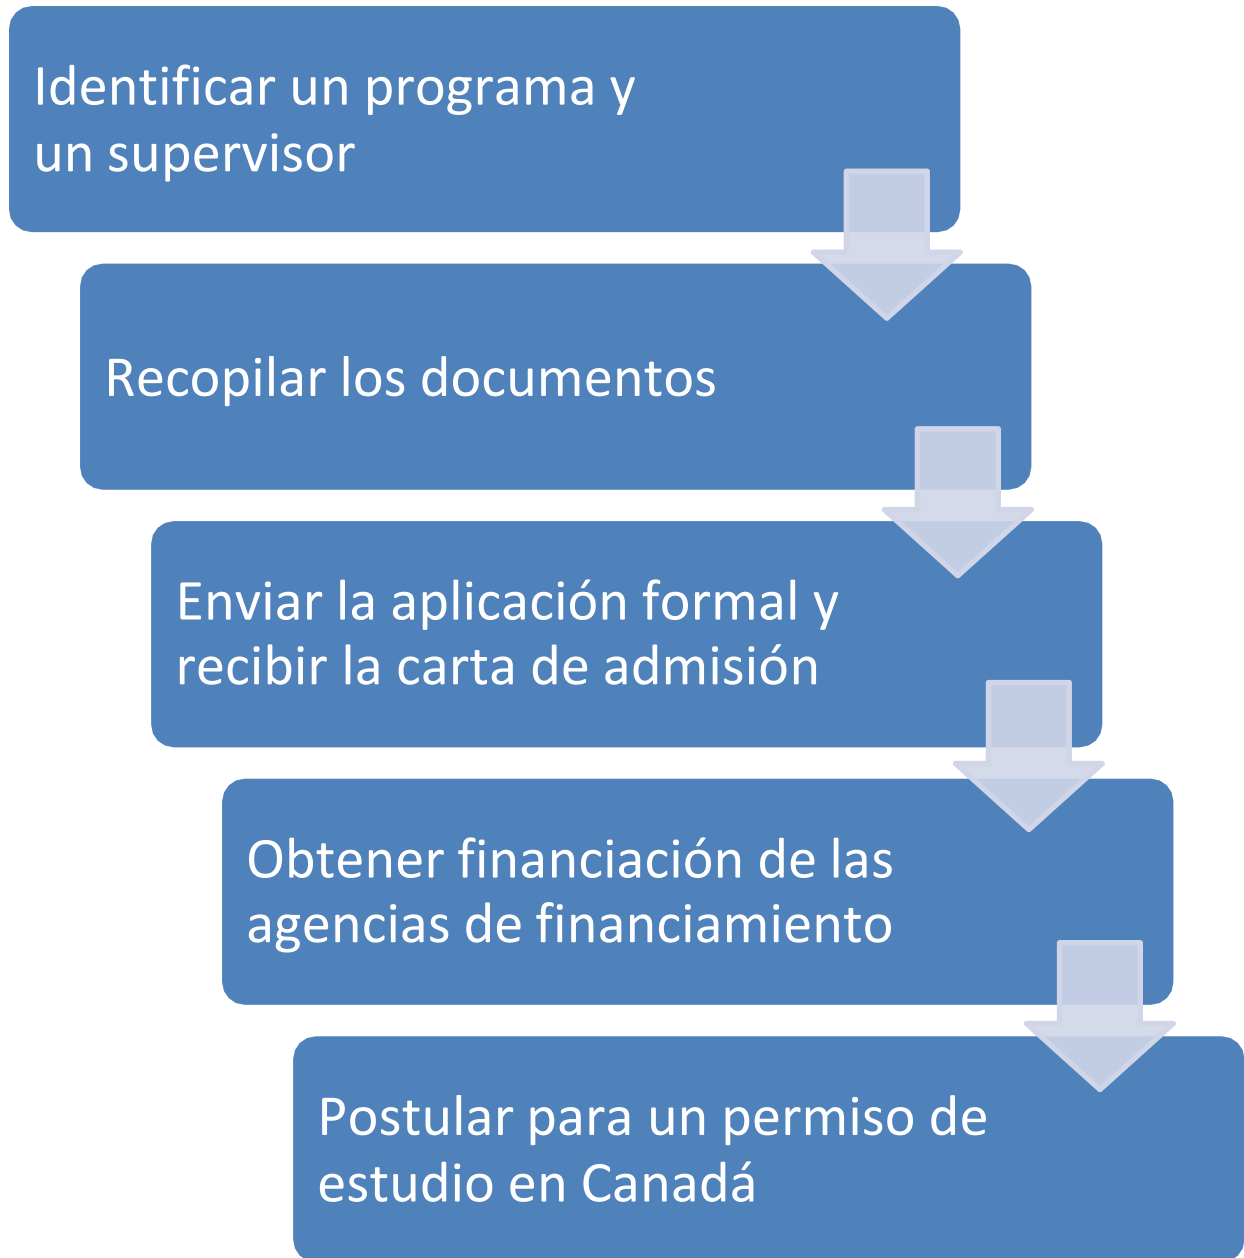 Identificar un programa y
un supervisor
Recopilar los documentos
Enviar la aplicación formal y
recibir la carta de admisión
Obtener financiación de las
agencias de financiamiento
Postular para un permiso de
estudio en Canadá